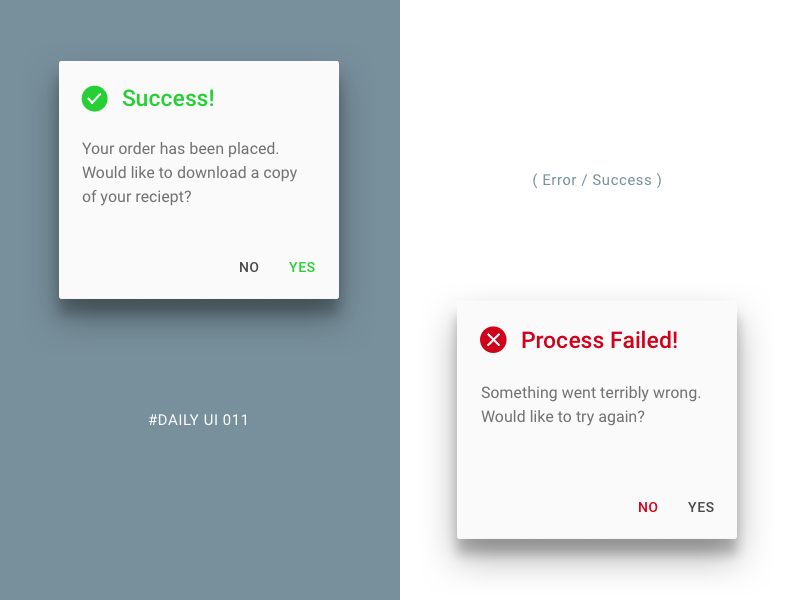 Success!
Your order has been placed.
Would like to download a copy
of your reciept?
NO YES
#DAILY UI 011
( Error / Success )
Process Failed!
Something went terribly wrong.
Would like to try again?
NO YES